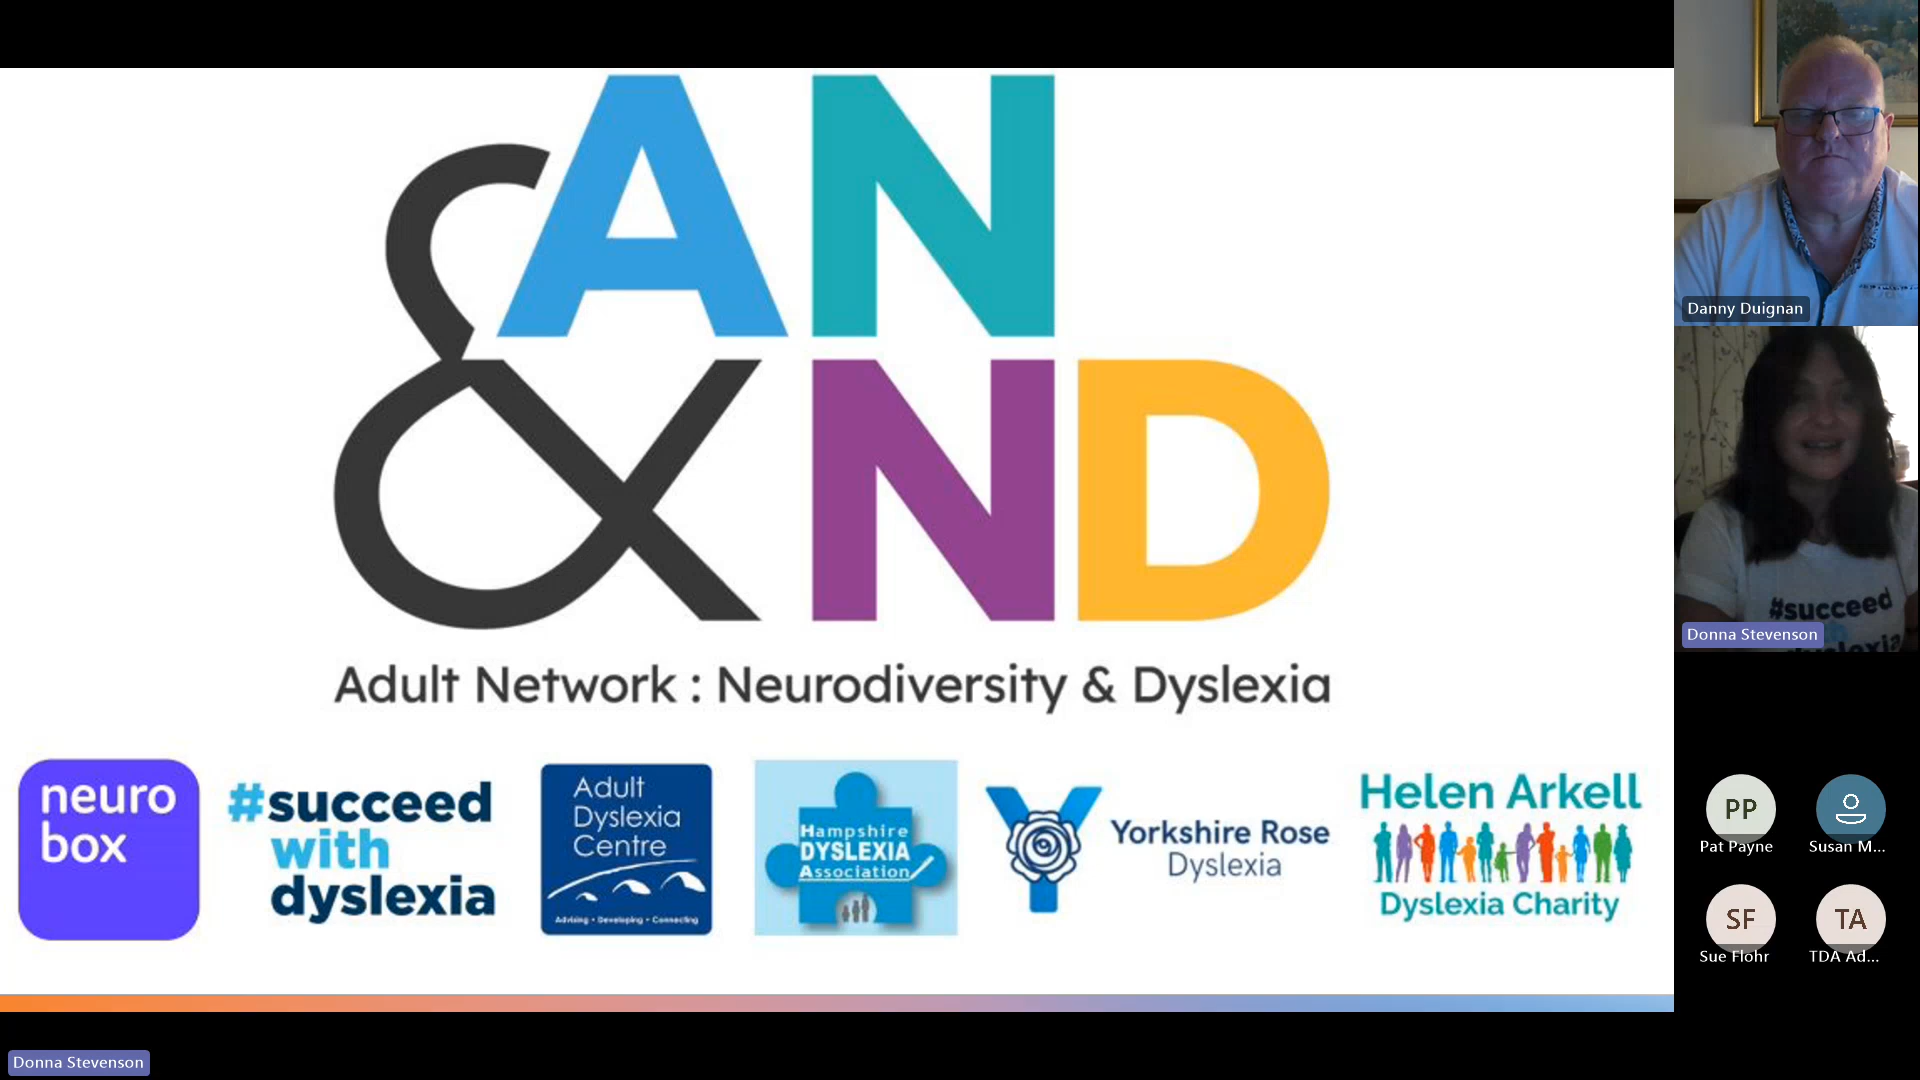 &AN
ND
Adult Network : Neurodiversity & Dyslexia
neuro
box
#succeed
with
dyslexia
Adult
Dyslexia
Centre
Advising • Developing • Connecting
Hampshire
DYSLEXIA
Association
Yorkshire Rose
Dyslexia
Helen Arkell
Dyslexia Charity
Danny Duignan
#succeed
dyslexia
Donna Stevenson
PP
Pat Payne
Susan M...
SF
Sue Flohr
TA
TDA Ad...
Donna Stevenson